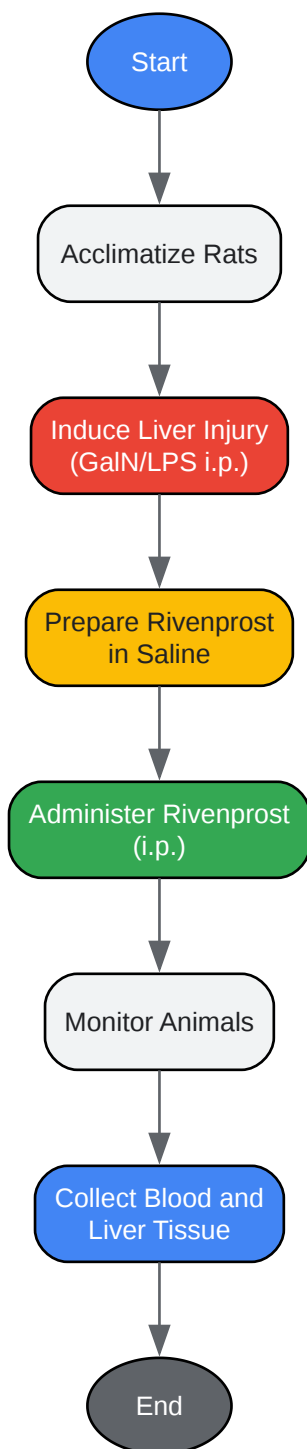 Start
Acclimatize Rats
Induce Liver Injury
(GalN/LPS i.p.)
Prepare Rivenprost
in Saline
Administer Rivenprost
(i.p.)
Monitor Animals
Collect Blood and
Liver Tissue
End